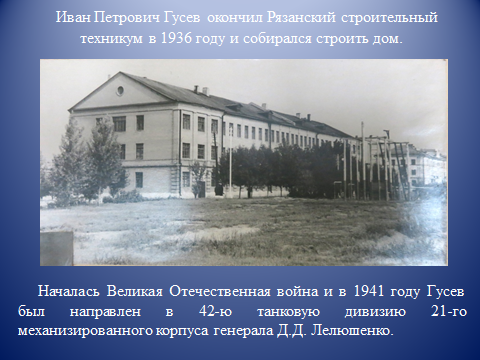 Иван Петрович Гусев окончил Рязанский строительный
техникум в 1936 году и собирался строить дом.
Началась Великая Отечественная война и в 1941 году Гусев
был направлен в 42-ю танковую дивизию 21-го
механизированного корпуса генерала Д.Д. Лелюшенко.